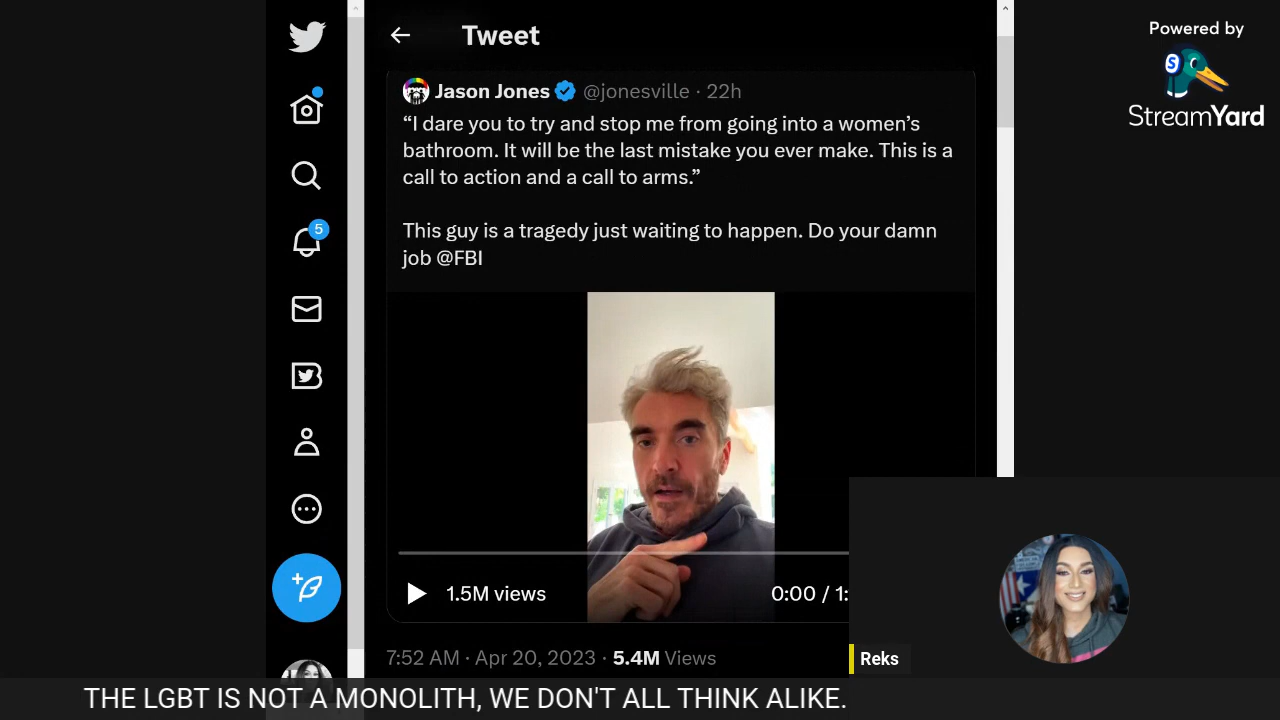 Tweet
Powered by
StreamYard
Jason Jones @jonesville · 22h
“I dare you to try and stop me from going into a women’s
bathroom. It will be the last mistake you ever make. This is a
call to action and a call to arms.”
This guy is a tragedy just waiting to happen. Do your damn
job @FBI
5
1.5M views
0:00 / 1:
7:52 AM · Apr 20, 2023 · 5.4M Views
Reks
THE LGBT IS NOT A MONOLITH, WE DON'T ALL THINK ALIKE.